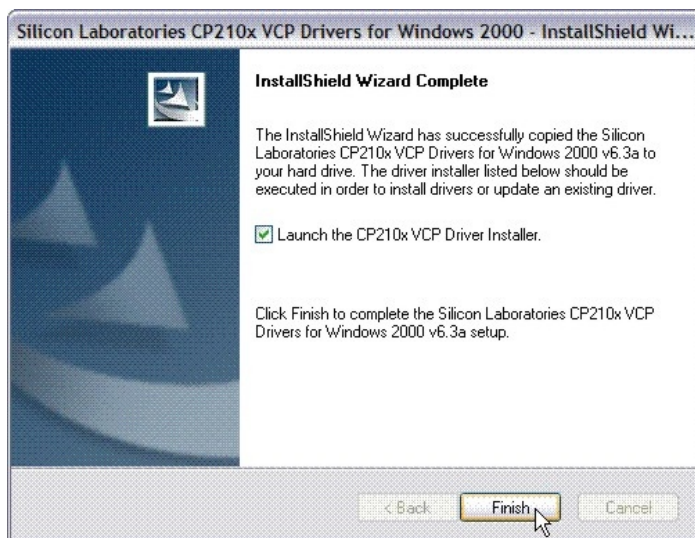 Silicon Laboratories CP210x VCP Drivers for Windows 2000 - InstallShield Wi...
InstallShield Wizard Complete
The InstallShield Wizard has successfully copied the Silicon
Laboratories CP210x VCP Drivers for Windows 2000 v6.3a to
your hard drive. The driver installer listed below should be
executed in order to install drivers or update an existing driver.
Launch the CP210x VCP Driver Installer.
Click Finish to complete the Silicon Laboratories CP210x VCP
Drivers for Windows 2000 v6.3a setup.
< Back
Finish
Cancel